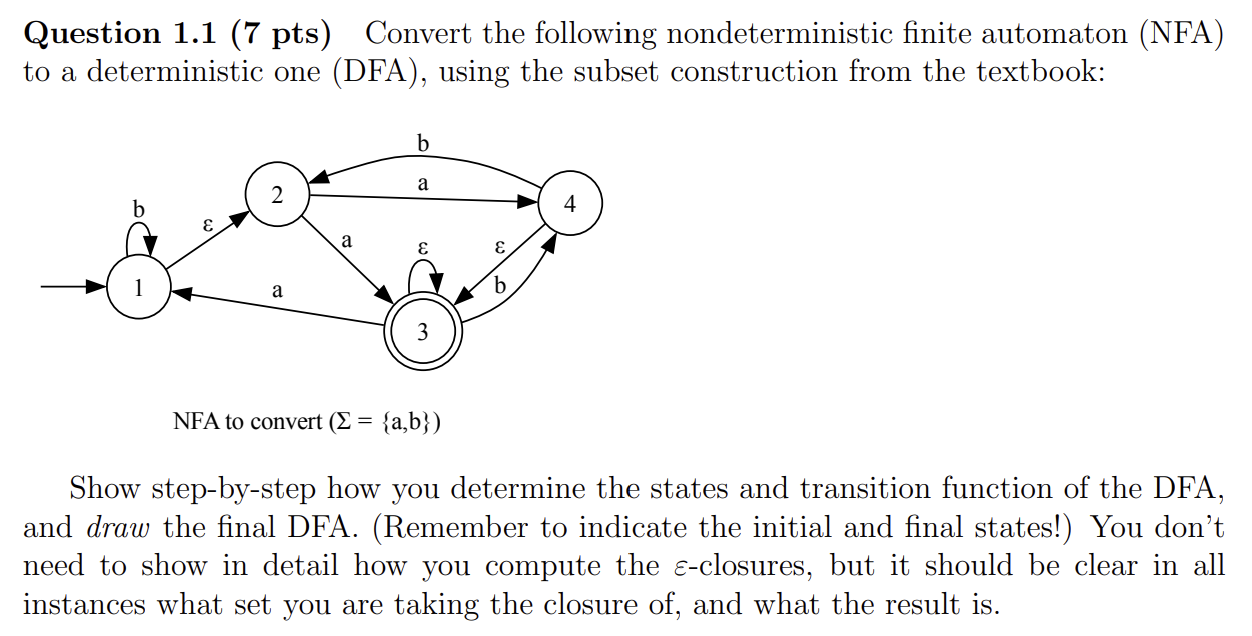 Question 1.1 (7 pts) Convert the following nondeterministic finite automaton (NFA)
to a deterministic one (DFA), using the subset construction from the textbook:
b
a
2
4
b
ε
a
ε
ε
b
1
a
3
NFA to convert (Σ = {a,b})
Show step-by-step how you determine the states and transition function of the DFA,
and draw the final DFA. (Remember to indicate the initial and final states!) You don't
need to show in detail how you compute the ε-closures, but it should be clear in all
instances what set you are taking the closure of, and what the result is.